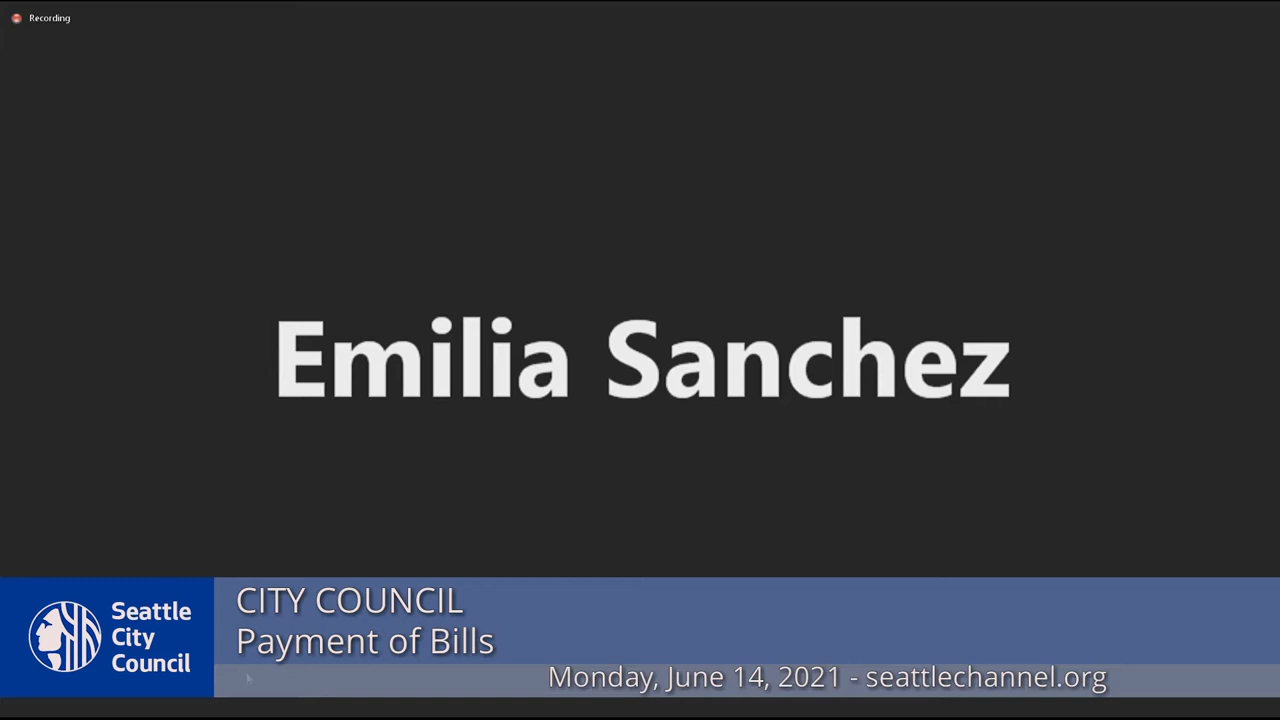 Recording
Emilia Sanchez
Seattle
City
Council
CITY COUNCIL
Payment of Bills
Monday, June 14, 2021 - seattlechannel.org